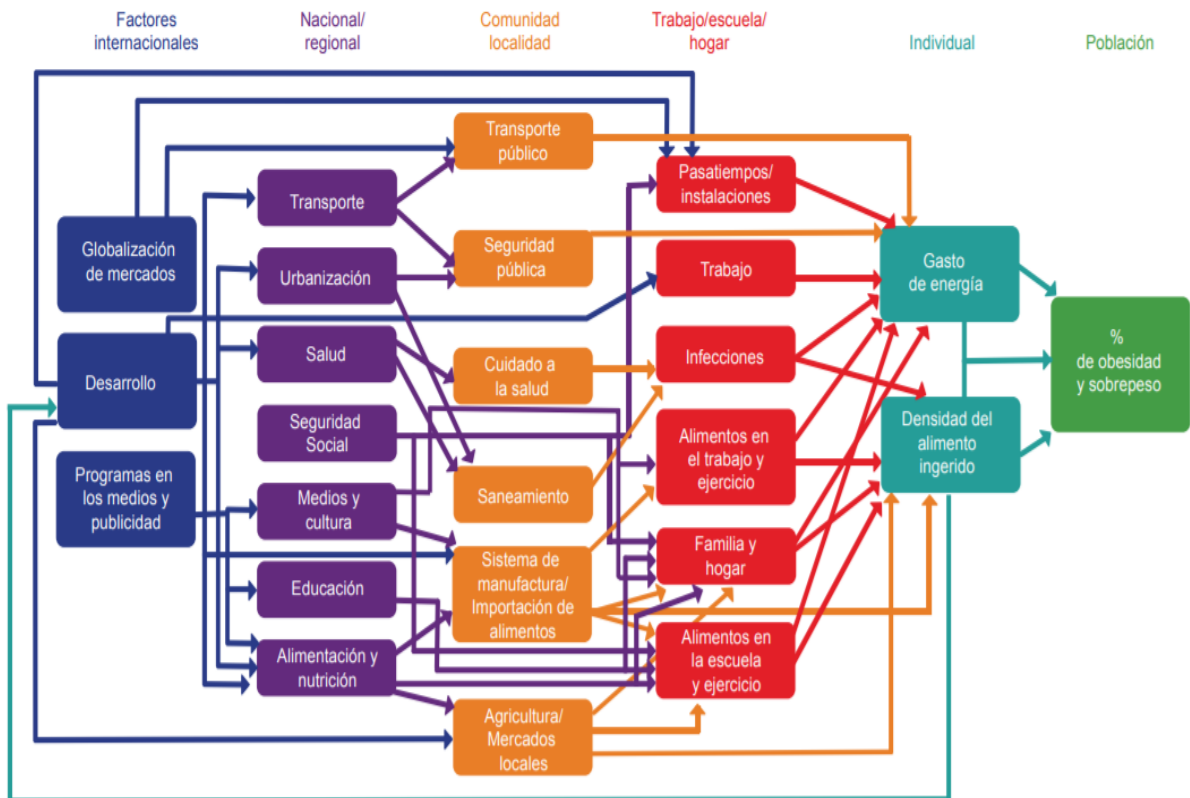 Factores
internacionales
Nacional/
regional
Comunidad
localidad
Trabajo/escuela/
hogar
Individual
Población
Globalización
de mercados
Desarrollo
Programas en
los medios y
publicidad
Transporte
Urbanización
Salud
Seguridad
Social
Medios y
cultura
Educación
Alimentación y
nutrición
Transporte
público
Seguridad
pública
Cuidado a
la salud
Saneamiento
Sistema de
manufactura/
Importación de
alimentos
Agricultura/
Mercados
locales
Pasatiempos/
instalaciones
Trabajo
Infecciones
Alimentos en
el trabajo y
ejercicio
Familia y
hogar
Alimentos en
la escuela
y ejercicio
Gasto
de energía
Densidad del
alimento
ingerido
%
de obesidad
y sobrepeso